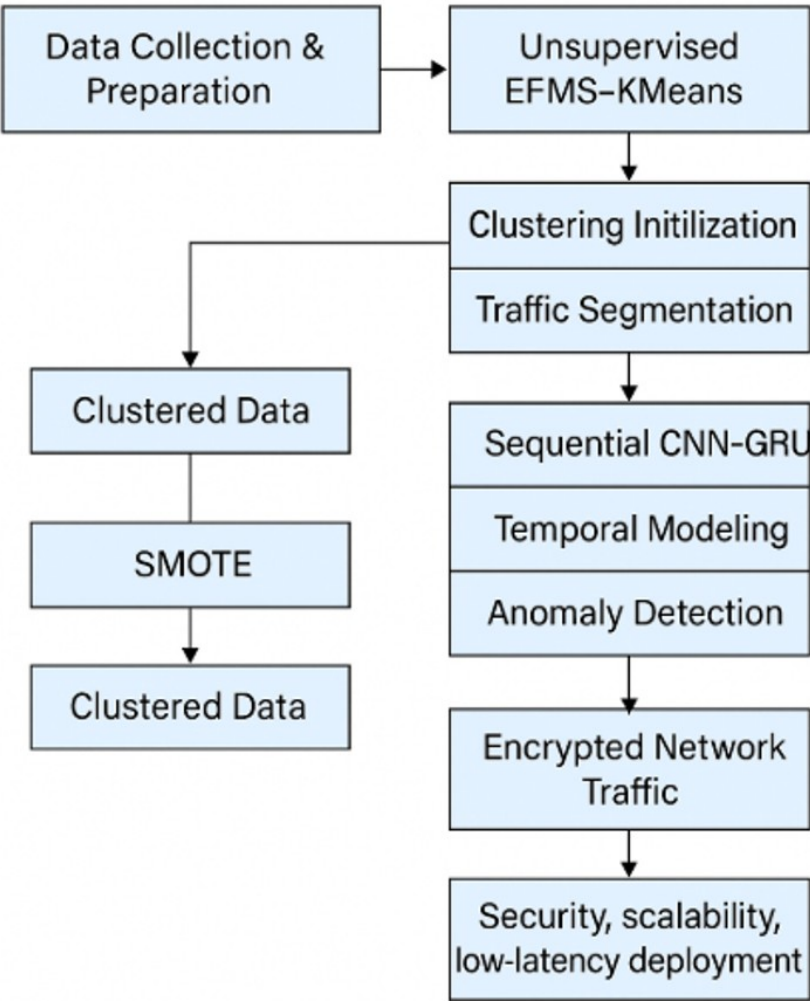 Data Collection &
Preparation
Unsupervised
EFMS–KMeans
Clustering Initilization
Traffic Segmentation
Clustered Data
SMOTE
Clustered Data
Sequential CNN-GRU
Temporal Modeling
Anomaly Detection
Encrypted Network
Traffic
Security, scalability,
low-latency deployment